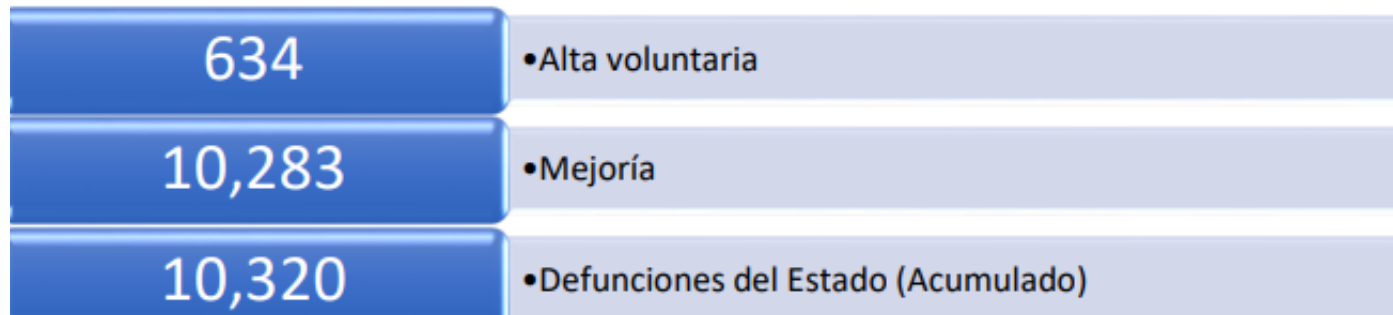 634 •Alta voluntaria
10,283 •Mejoría
10,320 •Defunciones del Estado (Acumulado)